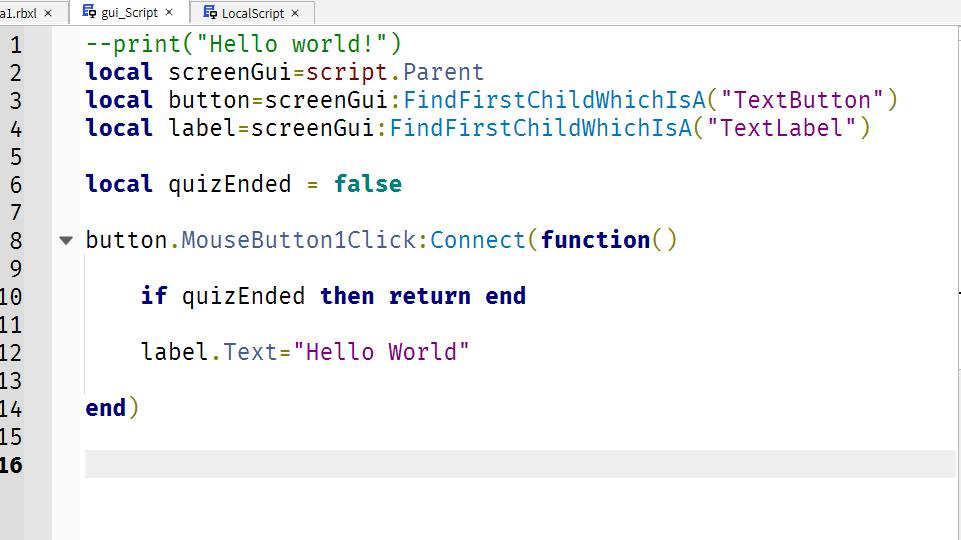 a1.rbxl × gui_Script × LocalScript ×
1 --print("Hello world!")
2 local screenGui=script.Parent
3 local button=screenGui:FindFirstChildWhichIsA("TextButton")
4 local label=screenGui:FindFirstChildWhichIsA("TextLabel")
5
6 local quizEnded = false
7
8 button.MouseButton1Click:Connect(function()
9
10 if quizEnded then return end
11
12 label.Text="Hello World"
13
14 end)
15
16